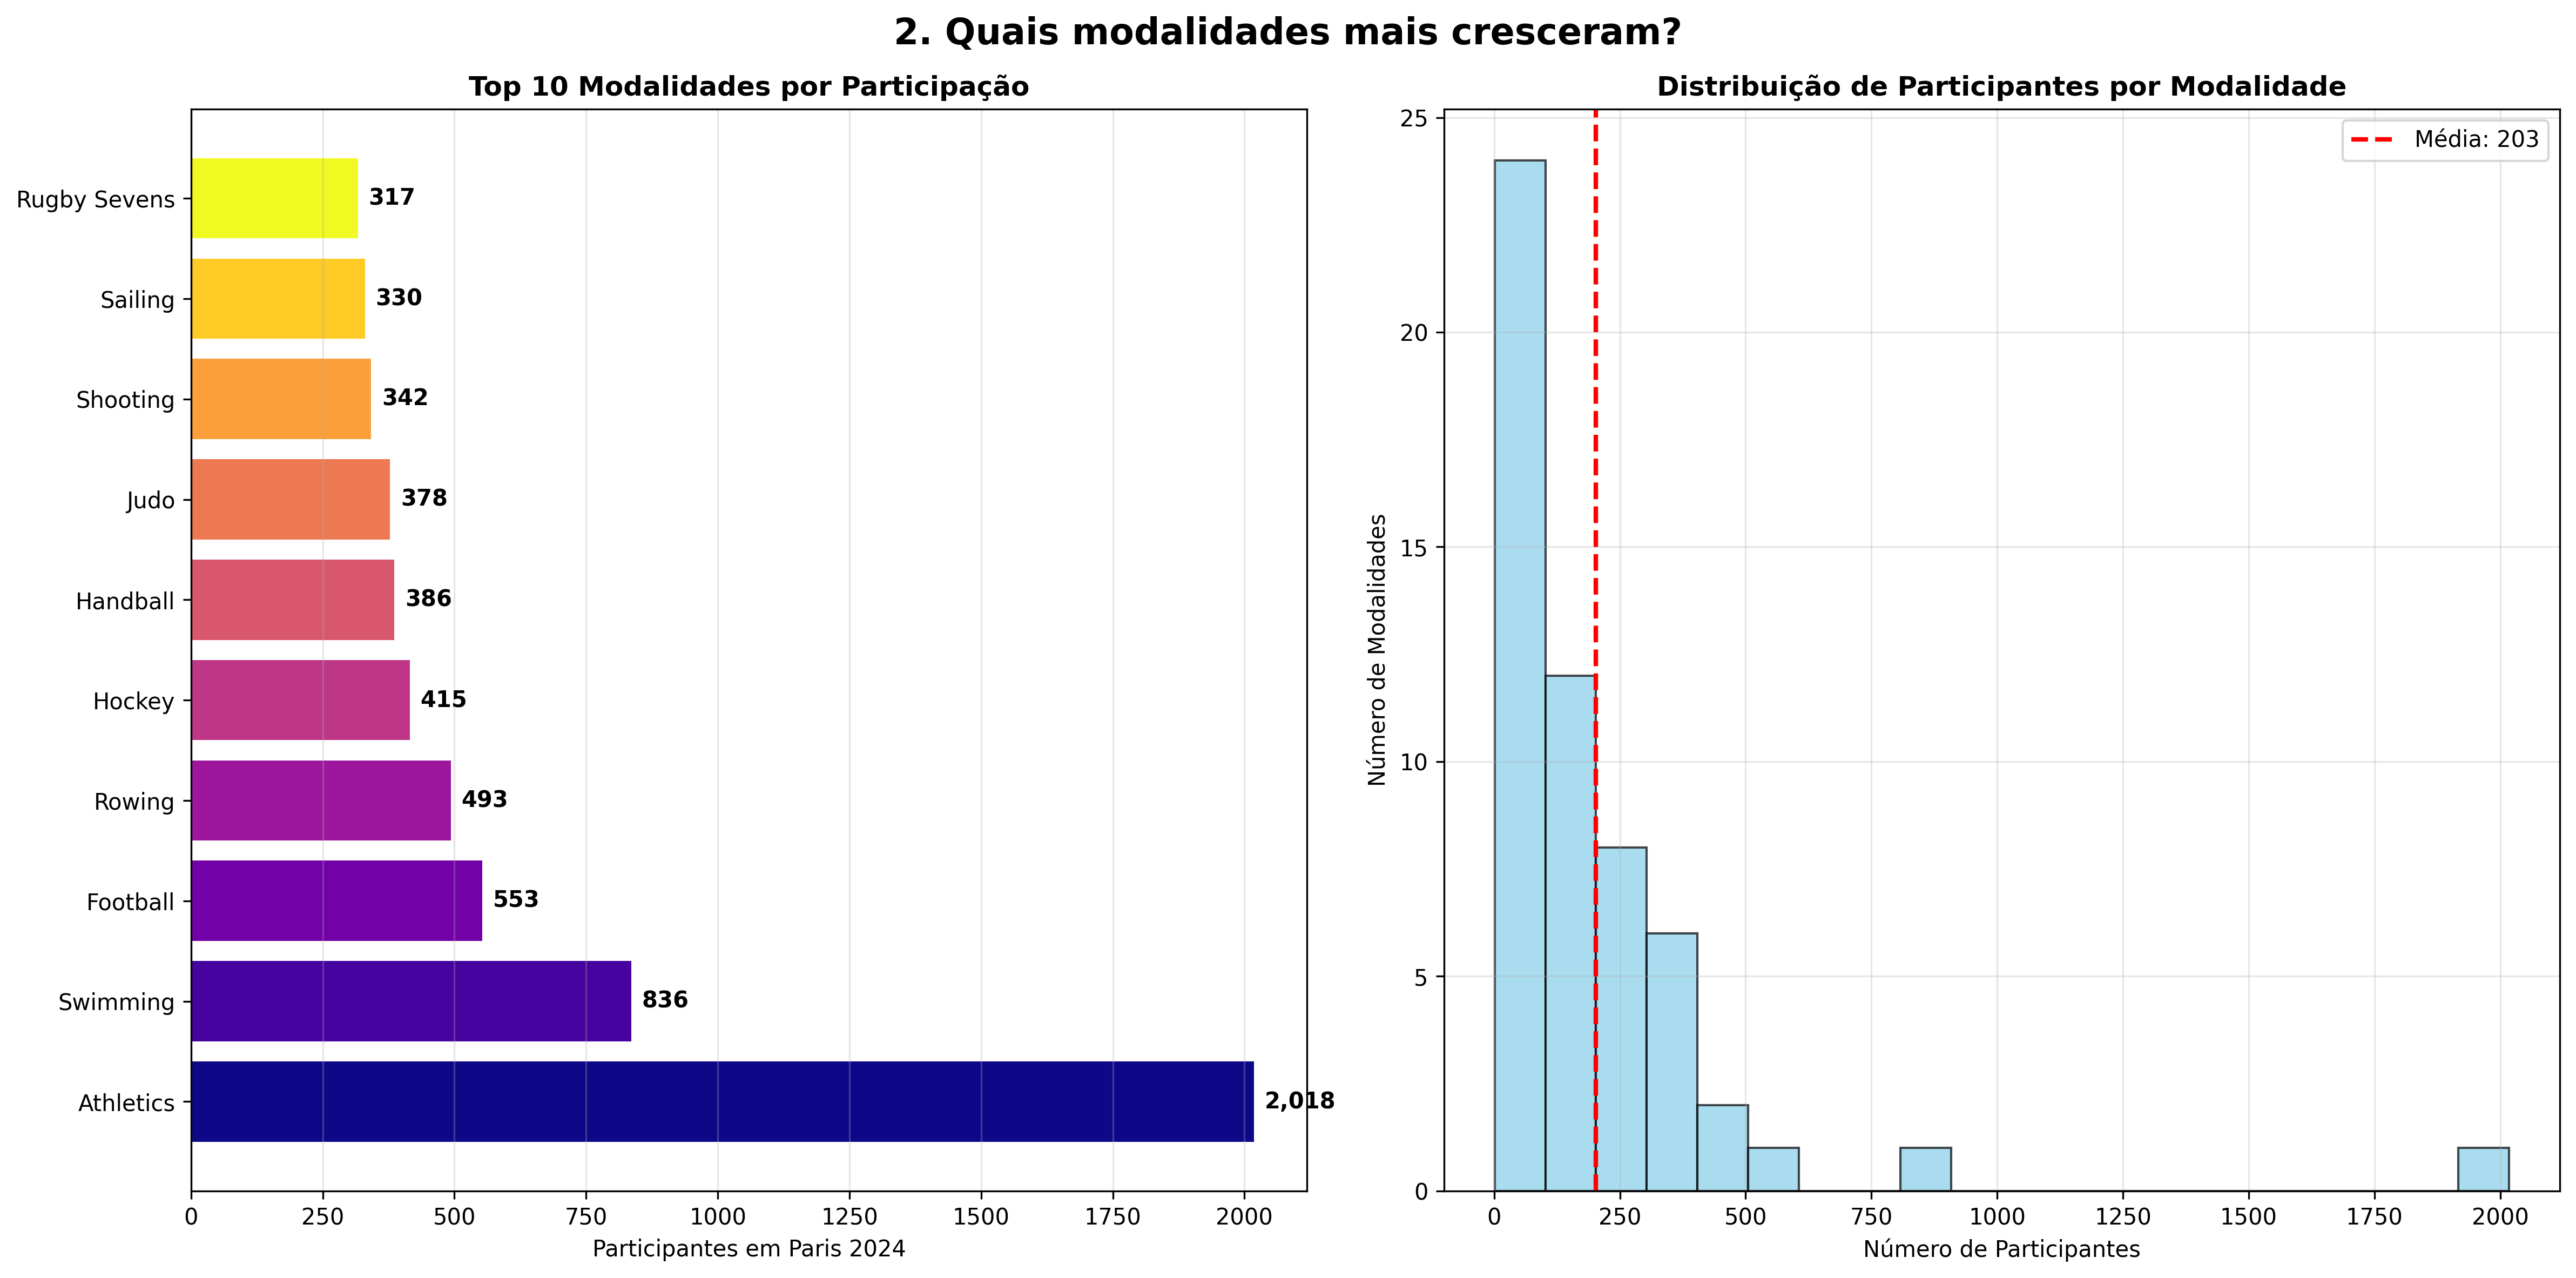 2. Quais modalidades mais cresceram?
Top 10 Modalidades por Participação
Rugby Sevens
317
Sailing
330
Shooting
342
Judo
378
Handball
386
Hockey
415
Rowing
493
Football
553
Swimming
836
Athletics
2,018
0 250 500 750 1000 1250 1500 1750 2000
Participantes em Paris 2024
Distribuição de Participantes por Modalidade
Média: 203
Número de Modalidades
25
20
15
10
5
0
0 250 500 750 1000 1250 1500 1750 2000
Número de Participantes